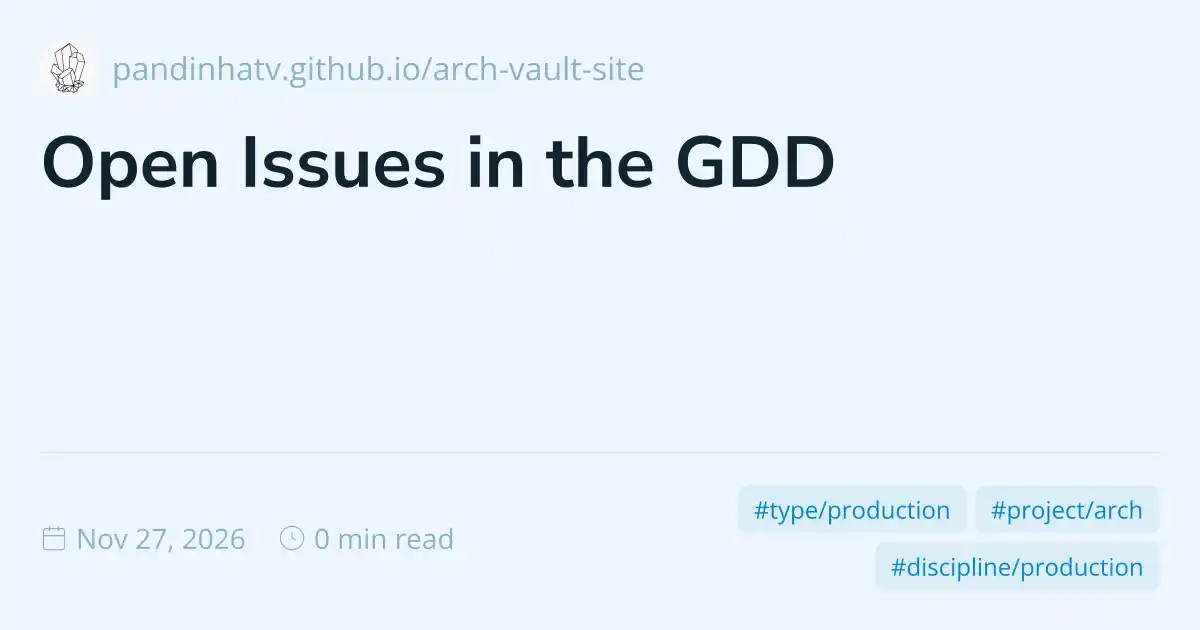 pandinhatv.github.io/arch-vault-site
Open Issues in the GDD
#type/production #project/arch
Nov 27, 2026 0 min read
#discipline/production